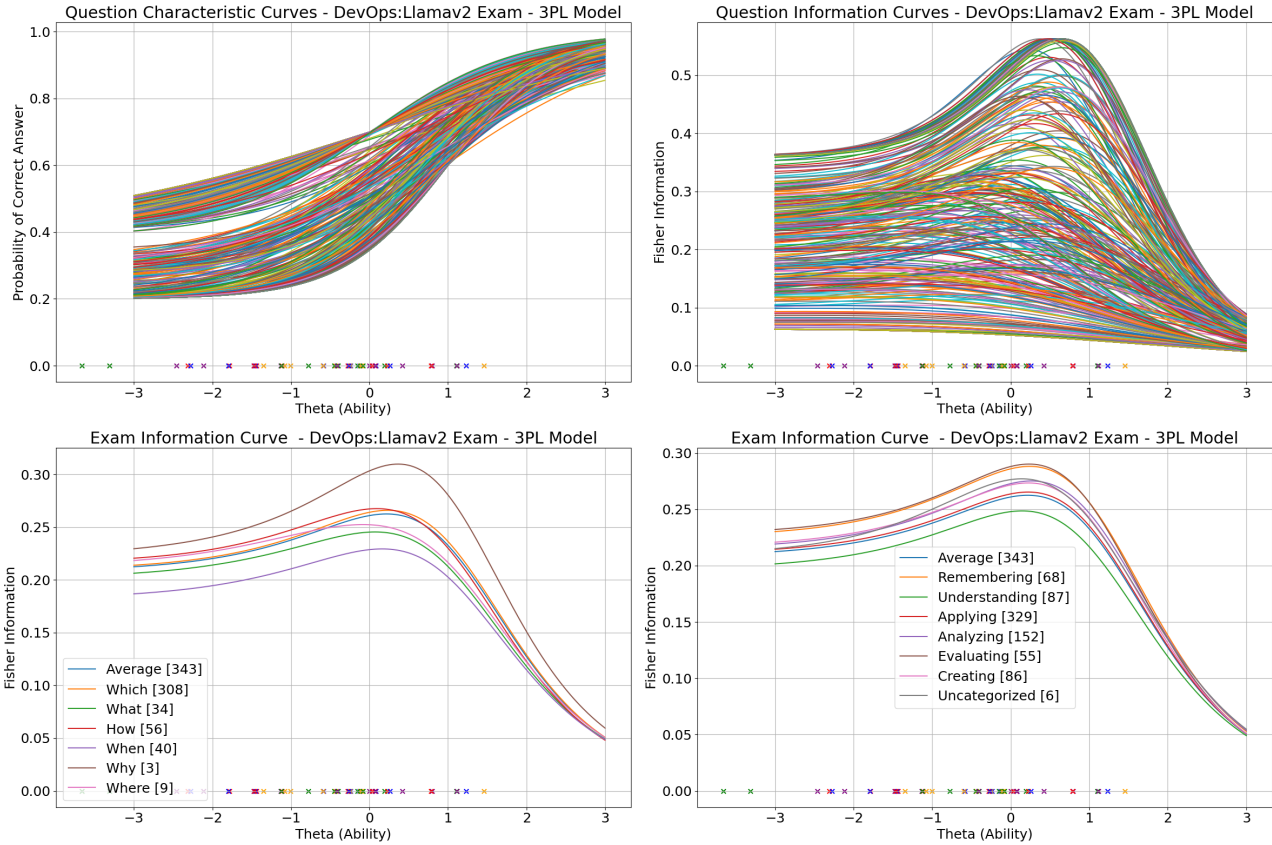 Question Characteristic Curves - DevOps:Llamav2 Exam - 3PL Model
Probability of Correct Answer
1.0
0.8
0.6
0.4
0.2
0.0
−3
−2
−1
0
1
2
3
Theta (Ability)
Question Information Curves - DevOps:Llamav2 Exam - 3PL Model
Fisher Information
0.5
0.4
0.3
0.2
0.1
0.0
−3
−2
−1
0
1
2
3
Theta (Ability)
Exam Information Curve  - DevOps:Llamav2 Exam - 3PL Model
Fisher Information
0.30
0.25
0.20
0.15
0.10
0.05
0.00
Average [343]
Which [308]
What [34]
How [56]
When [40]
Why [3]
Where [9]
−3
−2
−1
0
1
2
3
Theta (Ability)
Exam Information Curve  - DevOps:Llamav2 Exam - 3PL Model
Fisher Information
0.30
0.25
0.20
0.15
0.10
0.05
0.00
Average [343]
Remembering [68]
Understanding [87]
Applying [329]
Analyzing [152]
Evaluating [55]
Creating [86]
Uncategorized [6]
−3
−2
−1
0
1
2
3
Theta (Ability)